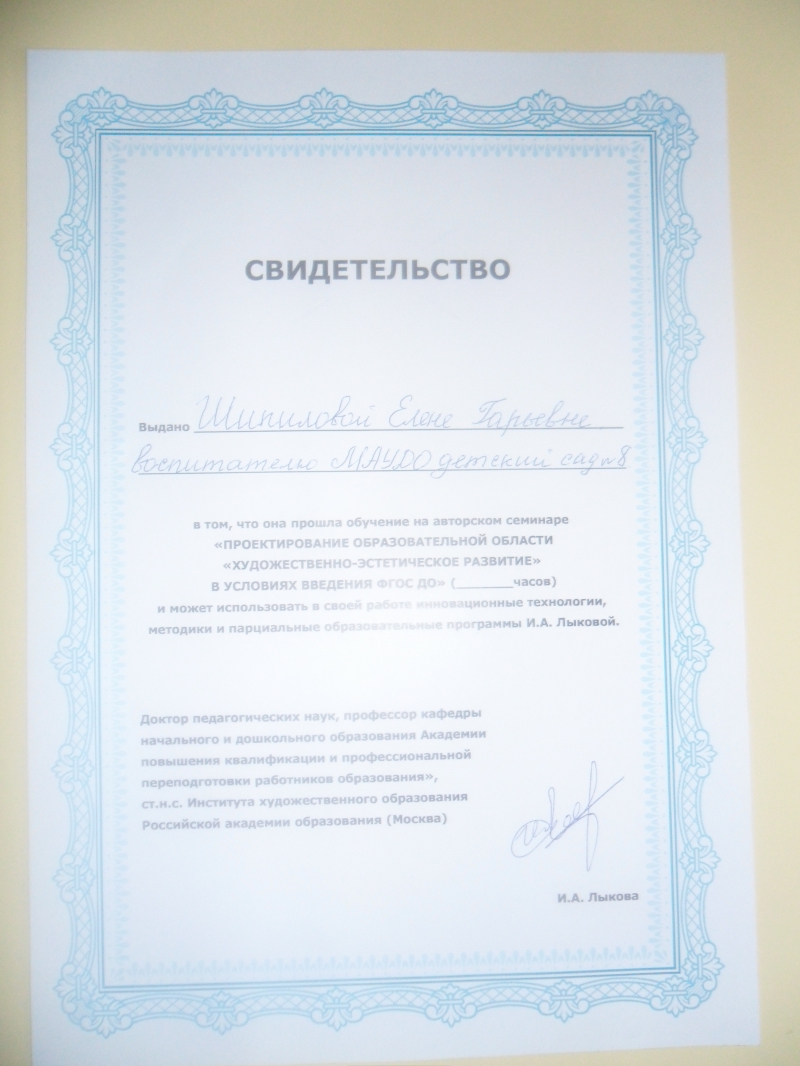 СВИДЕТЕЛЬСТВО
Выдано Шипиловой Елене Гарьевне
воспитателю МАУДО детский сад №8
в том, что она прошла обучение на авторском семинаре
«ПРОЕКТИРОВАНИЕ ОБРАЗОВАТЕЛЬНОЙ ОБЛАСТИ
«ХУДОЖЕСТВЕННО-ЭСТЕТИЧЕСКОЕ РАЗВИТИЕ»
В УСЛОВИЯХ ВВЕДЕНИЯ ФГОС ДО» (_______часов)
и может использовать в своей работе инновационные технологии,
методики и парциальные образовательные программы И.А. Лыковой.
Доктор педагогических наук, профессор кафедры
начального и дошкольного образования Академии
повышения квалификации и профессиональной
переподготовки работников образования»,
ст.н.с. Института художественного образования
Российской академии образования (Москва)
И.А. Лыкова